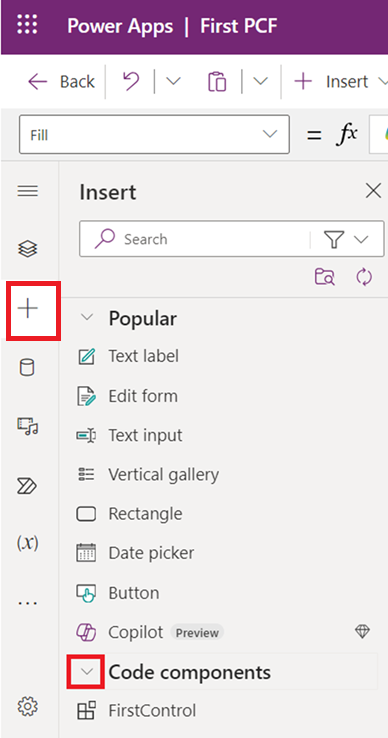 Power Apps | First PCF
Back Insert
Fill = fx
Insert
Search
Popular
Text label
Edit form
Text input
Vertical gallery
Rectangle
Date picker
(x) Button
Copilot Preview
Code components
FirstControl